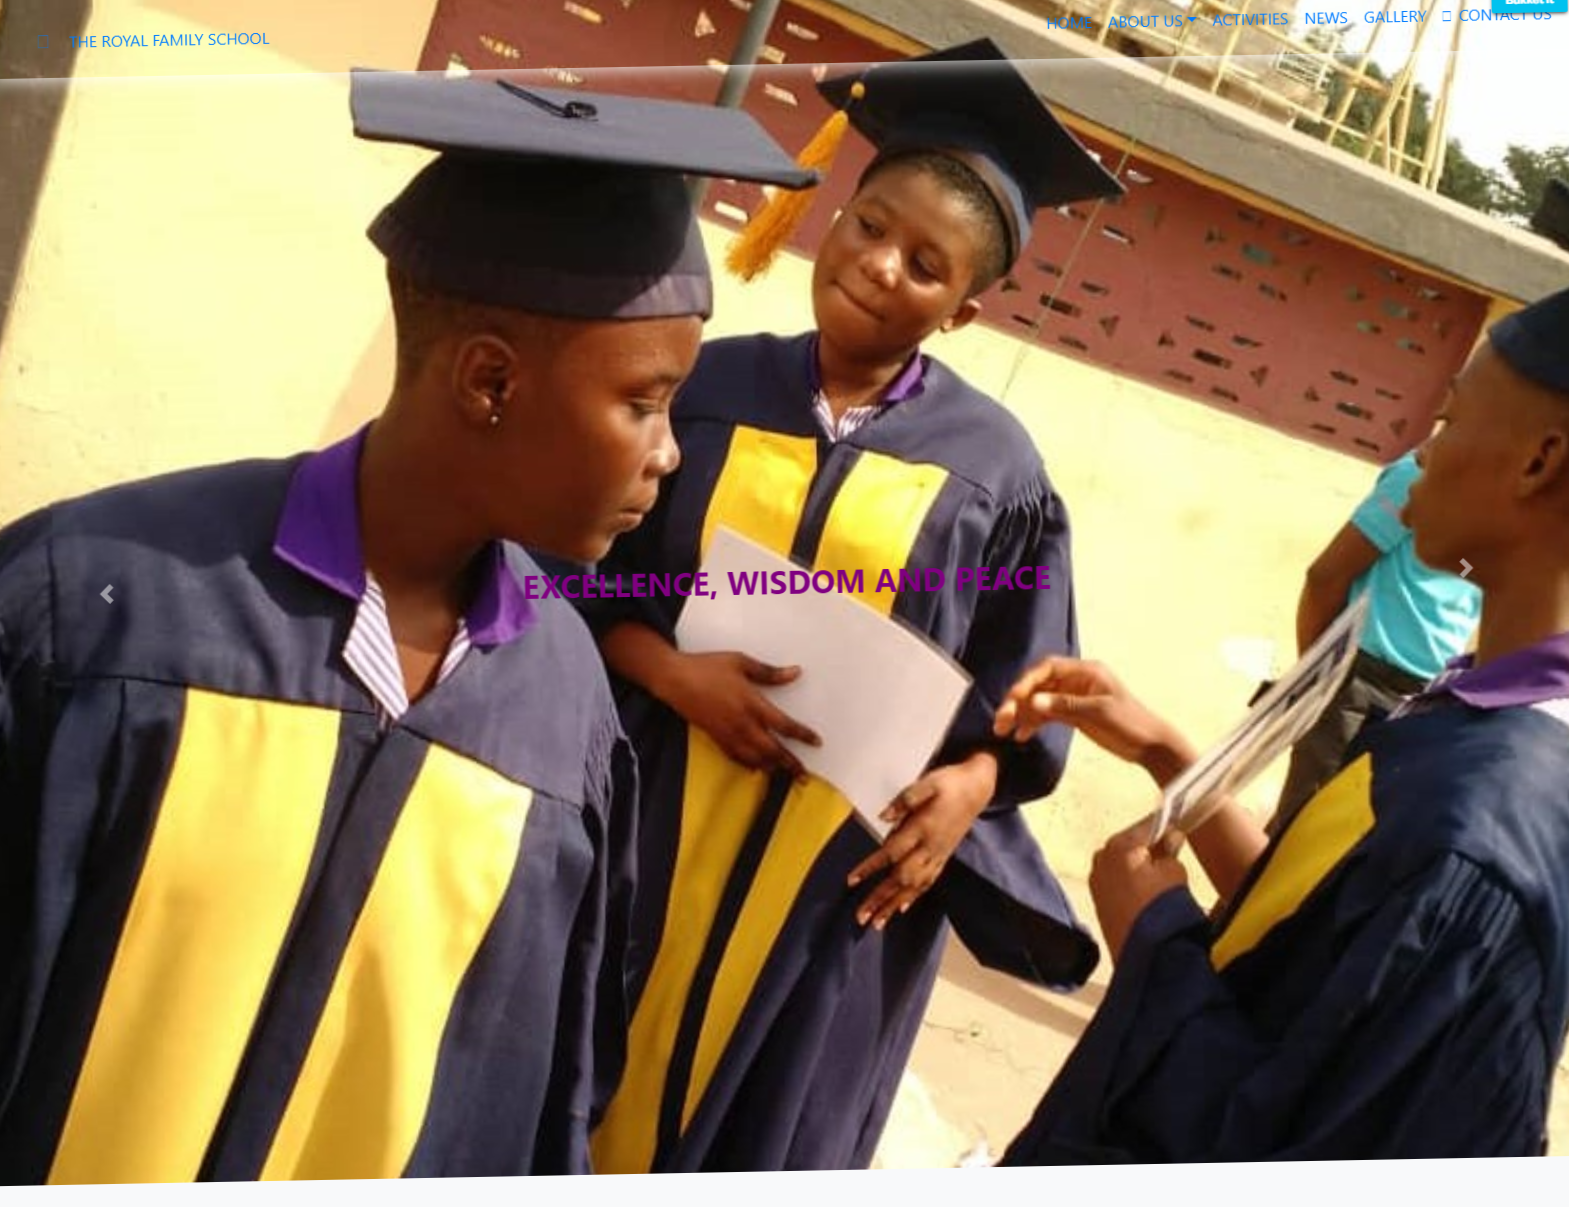 THE ROYAL FAMILY SCHOOL
HOME ABOUT US ACTIVITIES NEWS GALLERY CONTACT US
EXCELLENCE, WISDOM AND PEACE